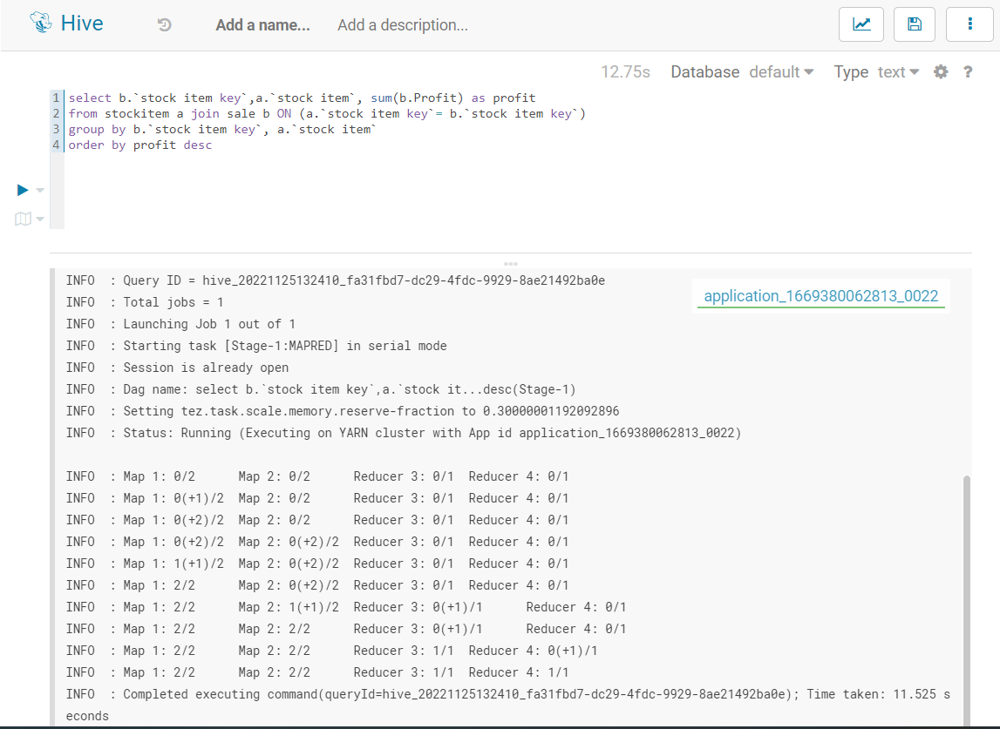 Hive Add a name... Add a description...
12.75s Database default Type text ?
1 select b.`stock item key`,a.`stock item`, sum(b.Profit) as profit
2 from stockitem a join sale b ON (a.`stock item key`= b.`stock item key`)
3 group by b.`stock item key`, a.`stock item`
4 order by profit desc
INFO : Query ID = hive_20221125132410_fa31fbd7-dc29-4fdc-9929-8ae21492ba0e
application_1669380062813_0022
INFO : Total jobs = 1
INFO : Launching Job 1 out of 1
INFO : Starting task [Stage-1:MAPRED] in serial mode
INFO : Session is already open
INFO : Dag name: select b.`stock item key`,a.`stock it...desc(Stage-1)
INFO : Setting tez.task.scale.memory.reserve-fraction to 0.30000001192092896
INFO : Status: Running (Executing on YARN cluster with App id application_1669380062813_0022)
INFO : Map 1: 0/2 Map 2: 0/2 Reducer 3: 0/1 Reducer 4: 0/1
INFO : Map 1: 0(+1)/2 Map 2: 0/2 Reducer 3: 0/1 Reducer 4: 0/1
INFO : Map 1: 0(+2)/2 Map 2: 0/2 Reducer 3: 0/1 Reducer 4: 0/1
INFO : Map 1: 0(+2)/2 Map 2: 0(+2)/2 Reducer 3: 0/1 Reducer 4: 0/1
INFO : Map 1: 1(+1)/2 Map 2: 0(+2)/2 Reducer 3: 0/1 Reducer 4: 0/1
INFO : Map 1: 2/2 Map 2: 0(+2)/2 Reducer 3: 0/1 Reducer 4: 0/1
INFO : Map 1: 2/2 Map 2: 1(+1)/2 Reducer 3: 0(+1)/1 Reducer 4: 0/1
INFO : Map 1: 2/2 Map 2: 2/2 Reducer 3: 0(+1)/1 Reducer 4: 0/1
INFO : Map 1: 2/2 Map 2: 2/2 Reducer 3: 1/1 Reducer 4: 0(+1)/1
INFO : Map 1: 2/2 Map 2: 2/2 Reducer 3: 1/1 Reducer 4: 1/1
INFO : Completed executing command(queryId=hive_20221125132410_fa31fbd7-dc29-4fdc-9929-8ae21492ba0e); Time taken: 11.525 s
econds